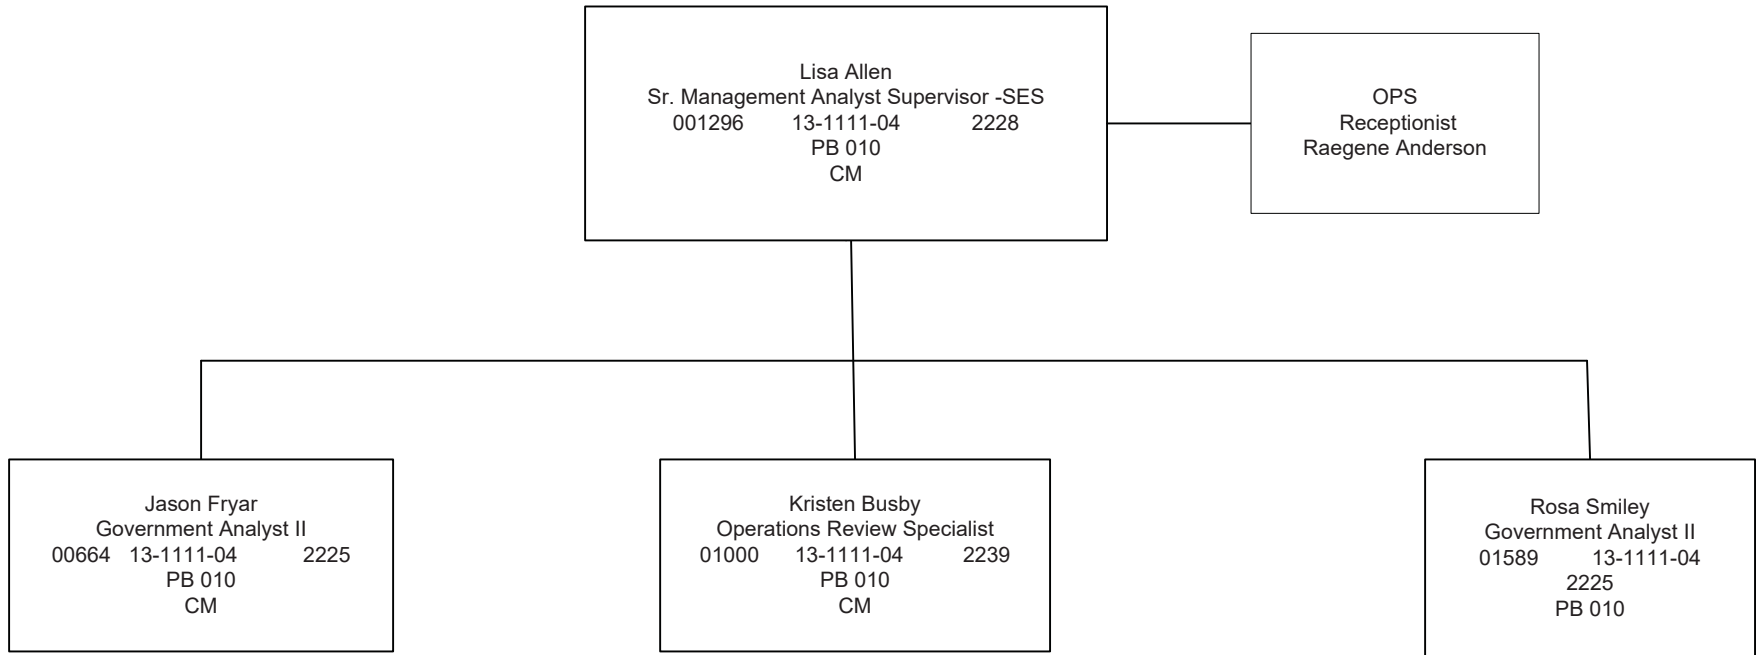 Lisa Allen
Sr. Management Analyst Supervisor -SES
001296 13-1111-04 2228
PB 010
CM
OPS
Receptionist
Raegene Anderson
Jason Fryar
Government Analyst II
00664 13-1111-04 2225
PB 010
CM
Kristen Busby
Operations Review Specialist
01000 13-1111-04 2239
PB 010
CM
Rosa Smiley
Government Analyst II
01589 13-1111-04
2225
PB 010